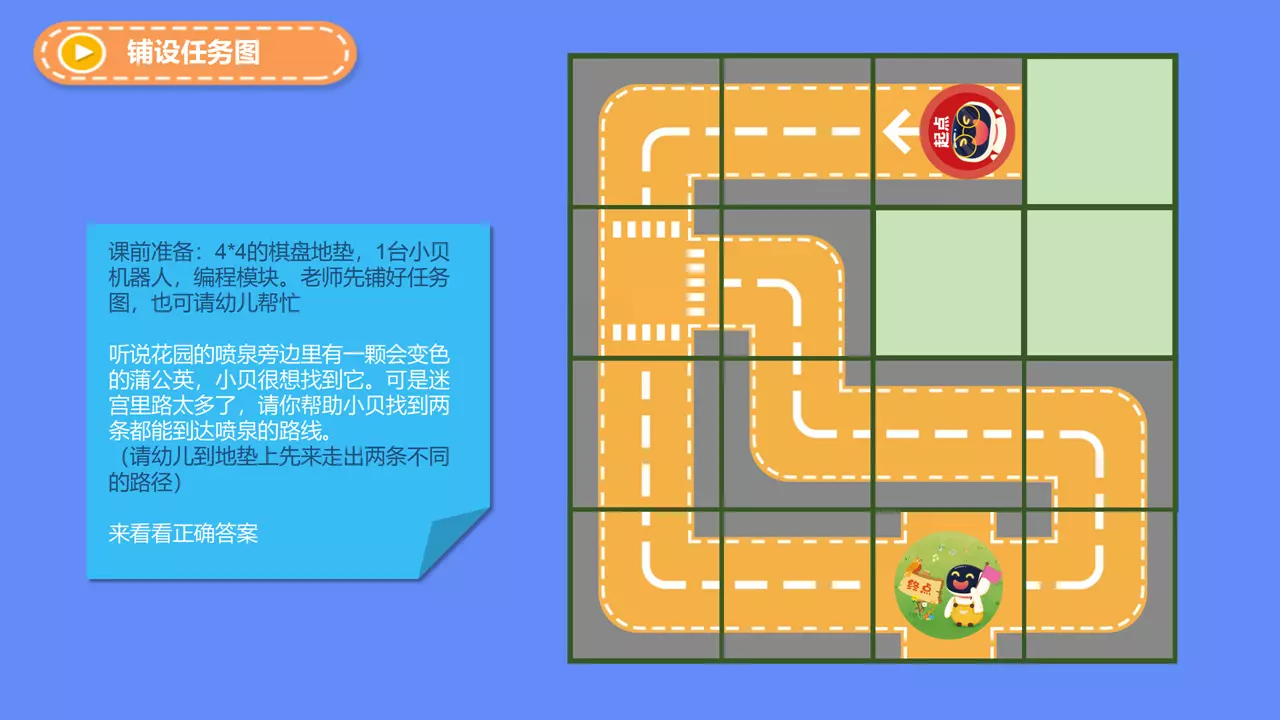 铺设任务图
课前准备：4*4的棋盘地垫，1台小贝
机器人，编程模块。老师先铺好任务
图，也可请幼儿帮忙
听说花园的喷泉旁边里有一颗会变色
的蒲公英，小贝很想找到它。可是迷
宫里路太多了，请你帮助小贝找到两
条都能到达喷泉的路线。
（请幼儿到地垫上先来走出两条不同
的路径）
来看看正确答案
起点
终点